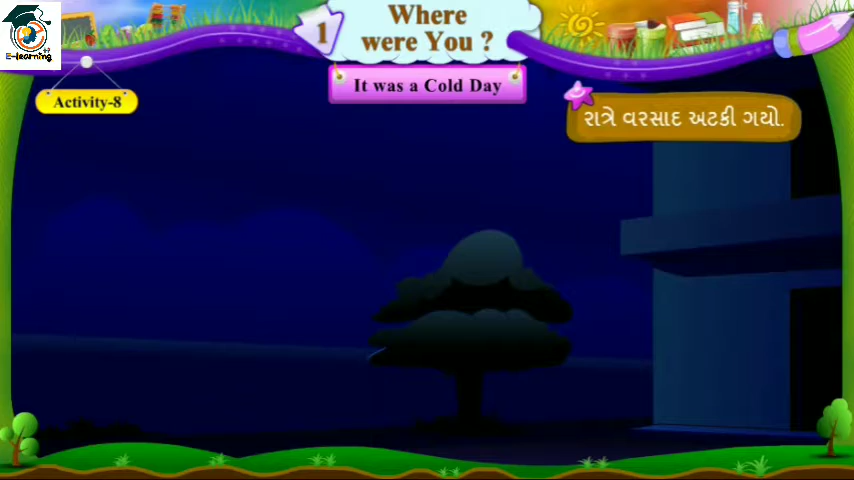 E-learning
1
Where
were You ?
It was a Cold Day
Activity-8
રાત્રે વરસાદ અટકી ગયો.